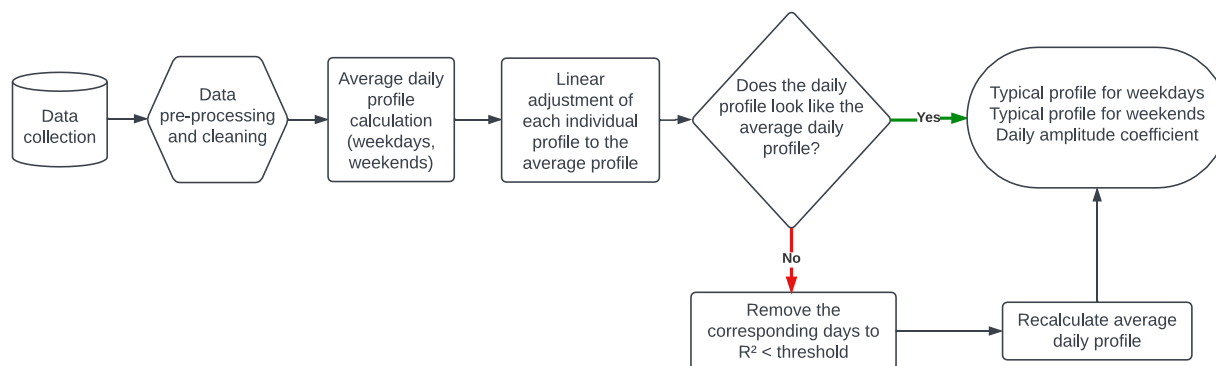 Data
collection
Data
pre-processing
and cleaning
Average daily
profile
calculation
(weekdays,
weekends)
Linear
adjustment of
each individual
profile to the
average profile
Does the daily
profile look like the
average daily
profile?
Yes
Typical profile for weekdays
Typical profile for weekends
Daily amplitude coefficient
No
Remove the
corresponding days to
R² < threshold
Recalculate average
daily profile